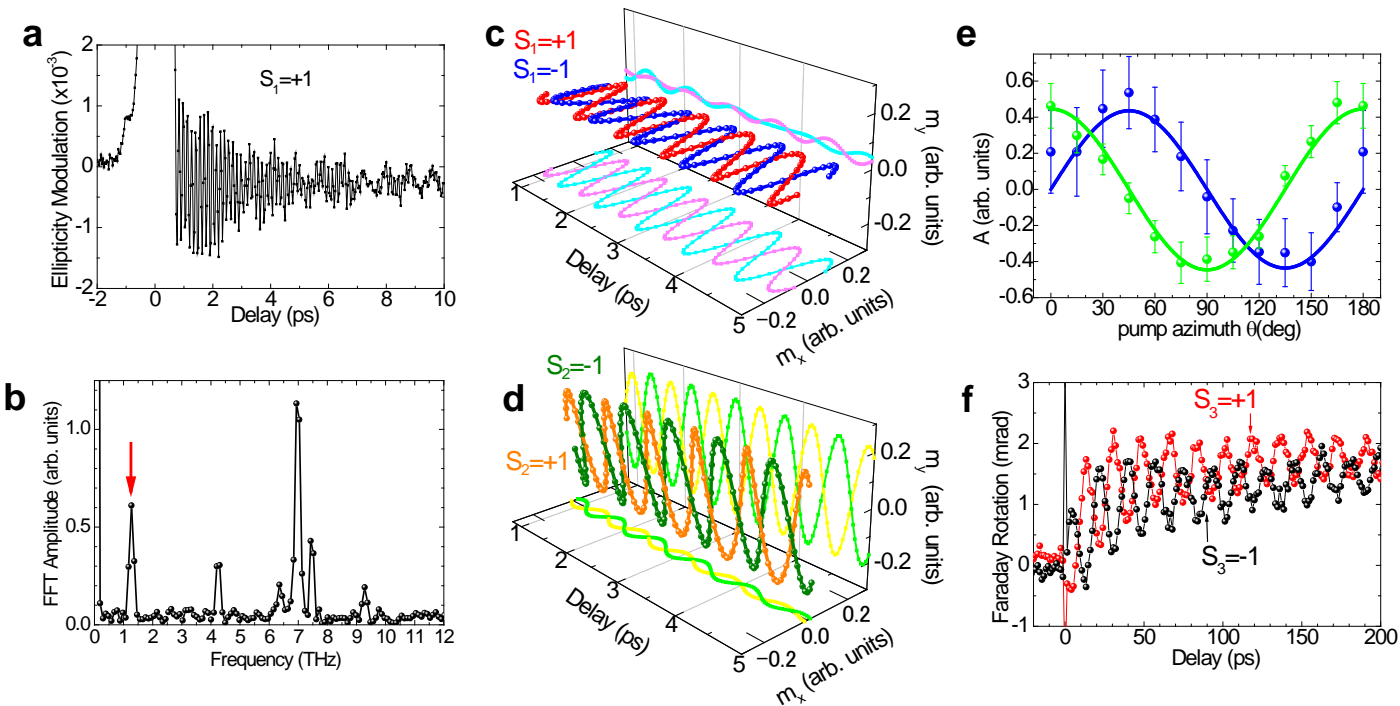 a
Ellipticity Modulation (x10⁻³)
2
1
0
-1
-2
S₁=+1
-2 0 2 4 6 8 10
Delay (ps)
b
FFT Amplitude (arb. units)
1.0
0.5
0.0
0 1 2 3 4 5 6 7 8 9 10 11 12
Frequency (THz)
c
S₁=+1
S₁=-1
1 2 3 4 5
Delay (ps)
−0.2 0.0 0.2
mₓ (arb. units)
0.2
0.0
-0.2
m_y (arb. units)
d
S₂=-1
S₂=+1
1 2 3 4 5
Delay (ps)
−0.2 0.0 0.2
mₓ (arb. units)
0.2
0.0
-0.2
m_y (arb. units)
e
A (arb. units)
0.4
0.2
0.0
-0.2
-0.4
-0.6
0 30 60 90 120 150 180
pump azimuth θ(deg)
f
Faraday Rotation (mrad)
3
2
1
0
-1
S₃=+1
S₃=-1
0 50 100 150 200
Delay (ps)